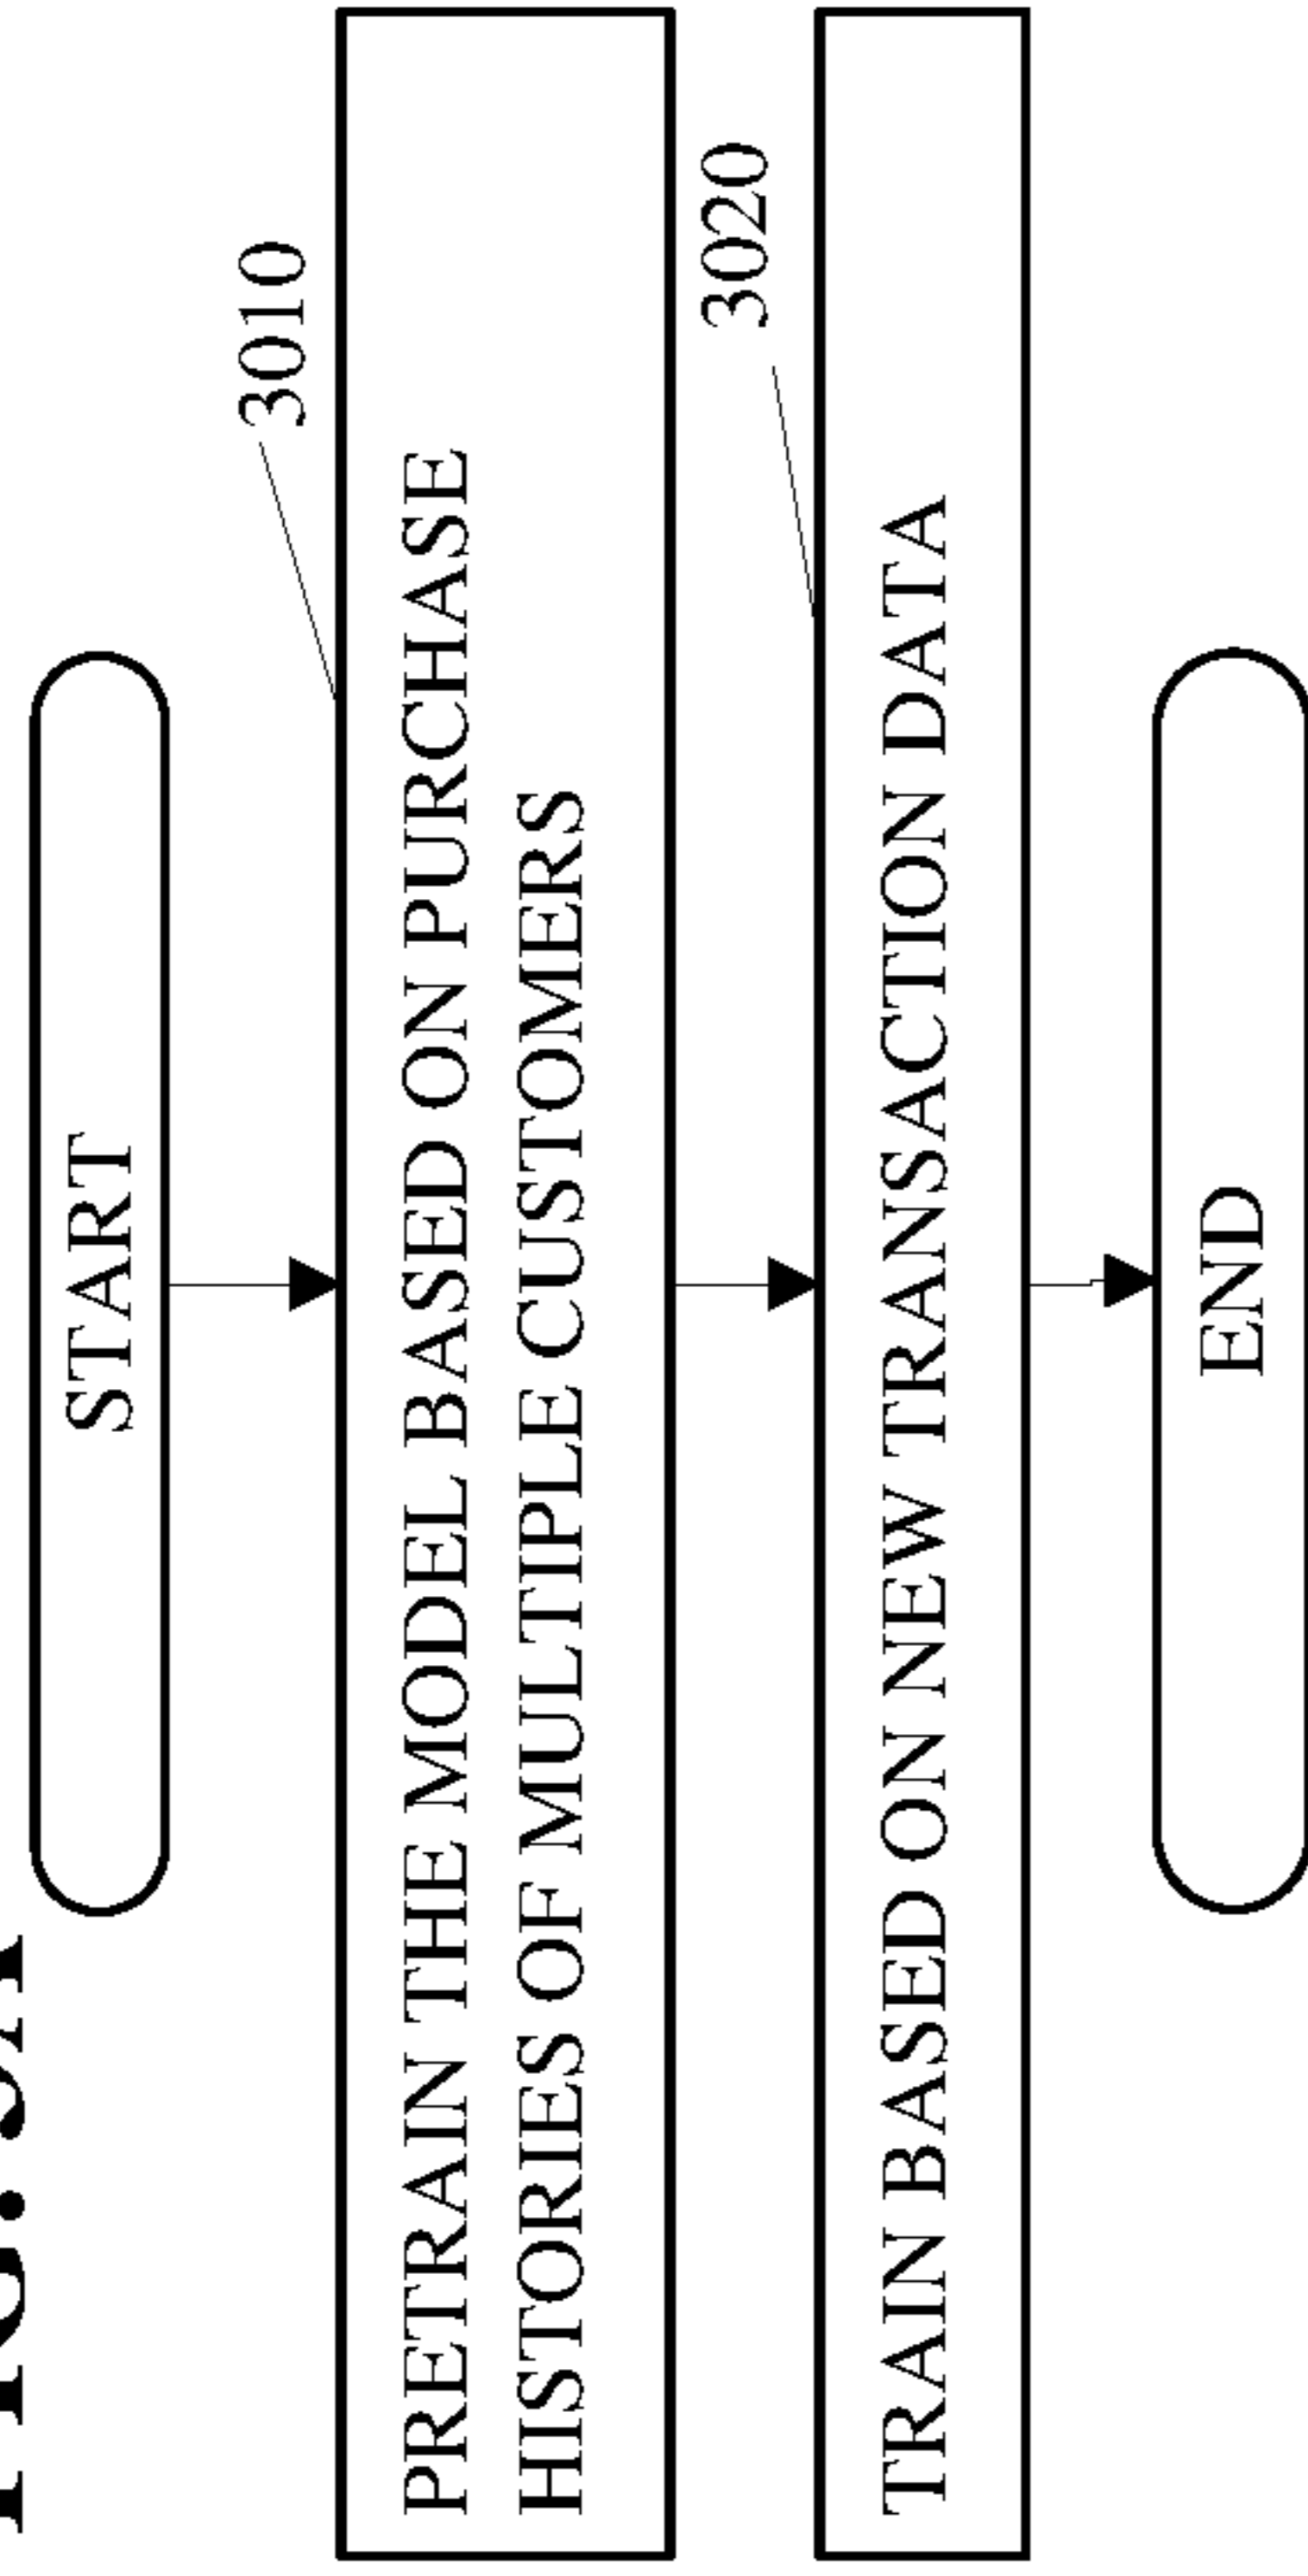 START
3010
PRETRAIN THE MODEL BASED ON PURCHASE
HISTORIES OF MULTIPLE CUSTOMERS
3020
TRAIN BASED ON NEW TRANSACTION DATA
END